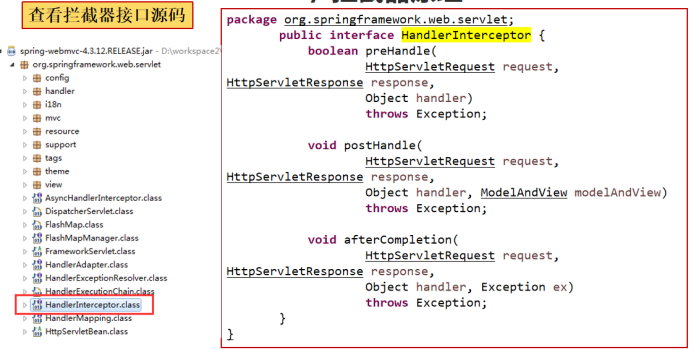 查看拦截器接口源码
spring-webmvc-4.3.12.RELEASE.jar - D:\workspace2\
org.springframework.web.servlet
config
handler
i18n
mvc
resource
support
tags
theme
view
AsyncHandlerInterceptor.class
DispatcherServlet.class
FlashMap.class
FlashMapManager.class
FrameworkServlet.class
HandlerAdapter.class
HandlerExceptionResolver.class
HandlerExecutionChain.class
HandlerInterceptor.class
HandlerMapping.class
HttpServletBean.class
package org.springframework.web.servlet;
public interface HandlerInterceptor {
boolean preHandle(
HttpServletRequest request,
HttpServletResponse response,
Object handler)
throws Exception;
void postHandle(
HttpServletRequest request,
HttpServletResponse response,
Object handler, ModelAndView modelAndView)
throws Exception;
void afterCompletion(
HttpServletRequest request,
HttpServletResponse response,
Object handler, Exception ex)
throws Exception;
}
}